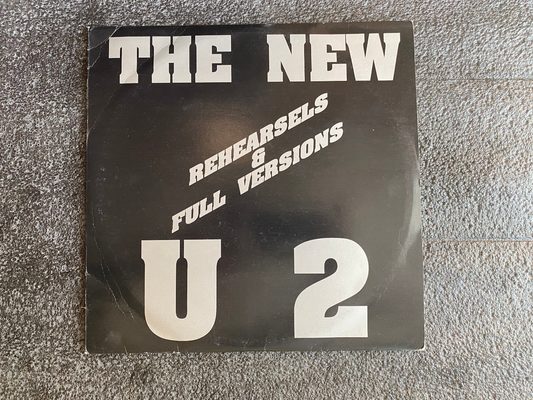 THE NEW
REHEARSELS
&
FULL VERSIONS
U 2